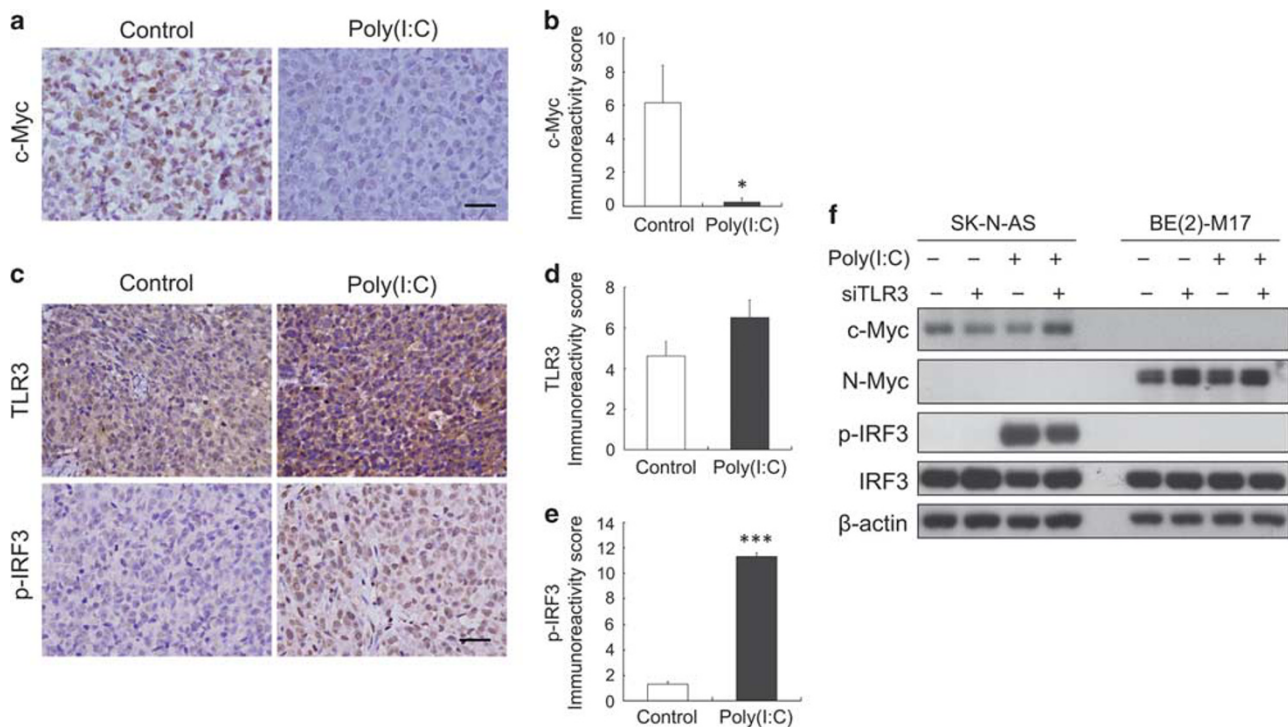 a
Control
Poly(I:C)
c-Myc
b
c-Myc
Immunoreactivity score
10
8
6
4
2
0
*
Control
Poly(I:C)
c
Control
Poly(I:C)
TLR3
p-IRF3
d
TLR3
Immunoreactivity score
8
6
4
2
0
Control
Poly(I:C)
e
p-IRF3
Immunoreactivity score
14
12
10
8
6
4
2
0
***
Control
Poly(I:C)
f
SK-N-AS BE(2)-M17
Poly(I:C) – – + + – – + +
siTLR3 – + – + – + – +
c-Myc
N-Myc
p-IRF3
IRF3
β-actin